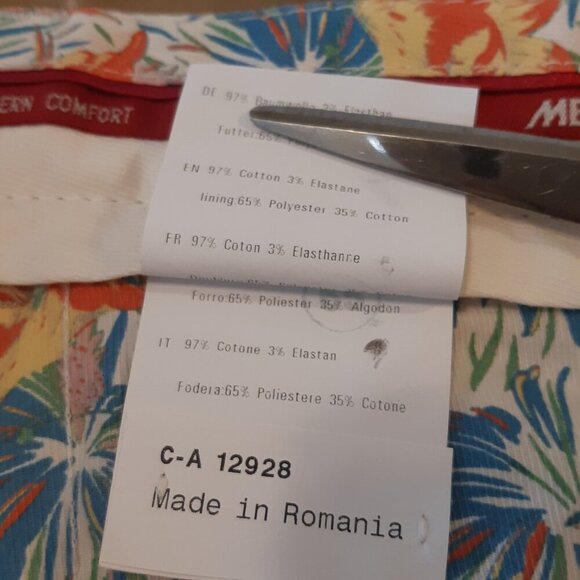 ERN COMFORT
ME
DE 97% Baumwolle 3% Elasthan
Futter:65%
EN 97% Cotton 3% Elastane
lining:65% Polyester 35% Cotton
FR 97% Coton 3% Elasthanne
Forro:65% Poliester 35% Algodon
IT 97% Cotone 3% Elastan
Fodera:65% Poliestere 35% Cotone
C-A 12928
Made in Romania